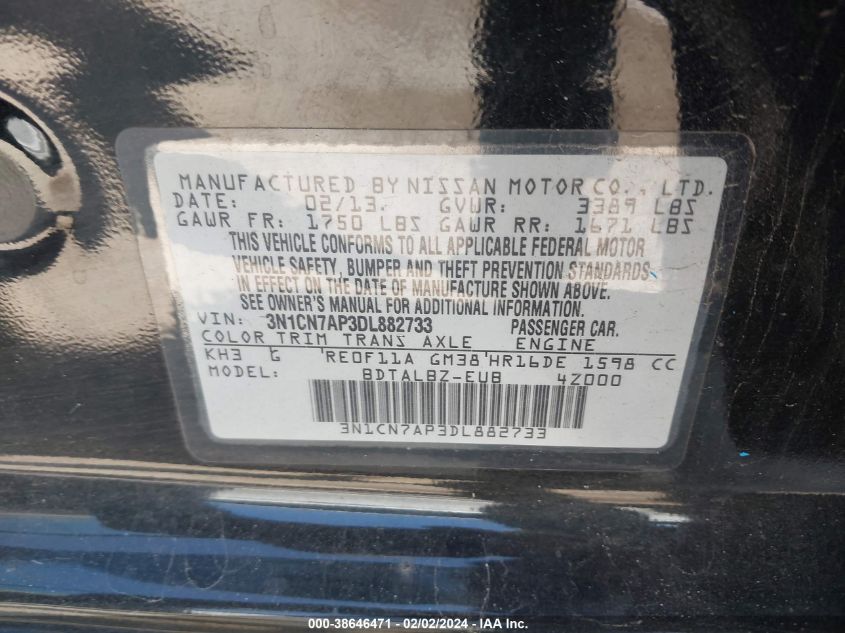 MANUFACTURED BY NISSAN MOTOR CO., LTD.
DATE: 02/13. GVWR: 3389 LBS
GAWR FR: 1750 LBS GAWR RR: 1671 LBS
THIS VEHICLE CONFORMS TO ALL APPLICABLE FEDERAL MOTOR
VEHICLE SAFETY, BUMPER AND THEFT PREVENTION STANDARDS
IN EFFECT ON THE DATE OF MANUFACTURE SHOWN ABOVE.
SEE OWNER'S MANUAL FOR ADDITIONAL INFORMATION.
VIN: 3N1CN7AP3DL882733 PASSENGER CAR.
COLOR TRIM TRANS AXLE ENGINE
KH3 G RE0F11A GM38 HR16DE 1598 CC
MODEL: BDTALBZ-EUB 4Z000
3N1CN7AP3DL882733
000-38646471 - 02/02/2024 - IAA Inc.